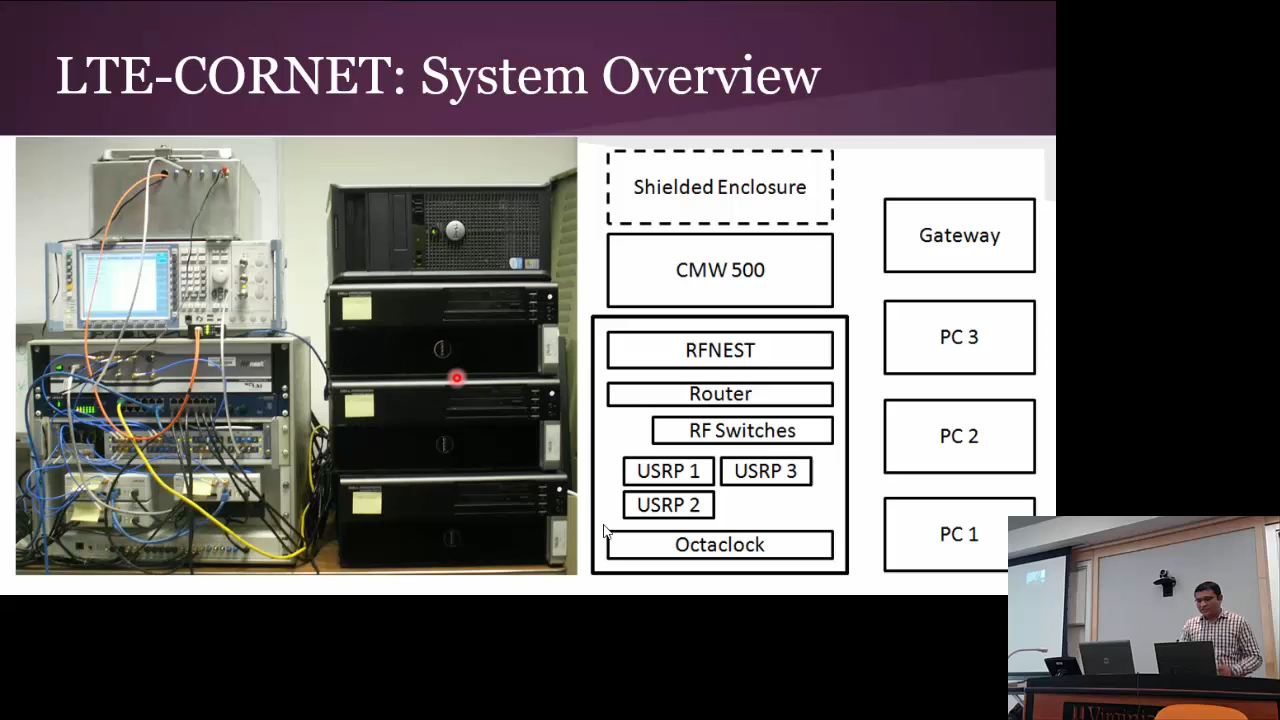 LTE-CORNET: System Overview
Shielded Enclosure
CMW 500
RFNEST
Router
RF Switches
USRP 1
USRP 3
USRP 2
Octaclock
Gateway
PC 3
PC 2
PC 1
Virginia